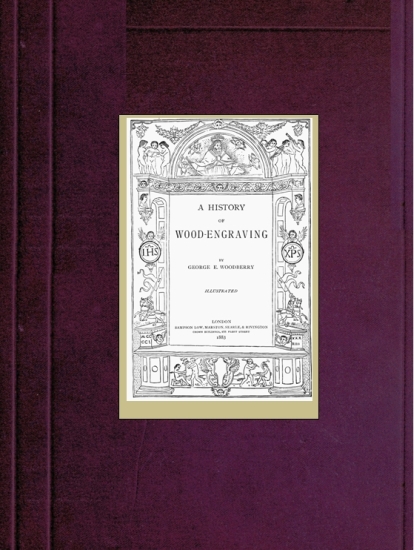 A HISTORY
OF
WOOD-ENGRAVING
BY
GEORGE E. WOODBERRY
ILLUSTRATED
IHS
XPS
LONDON
SAMPSON LOW, MARSTON, SEARLE, & RIVINGTON
CROWN BUILDINGS, 188, FLEET STREET
1883